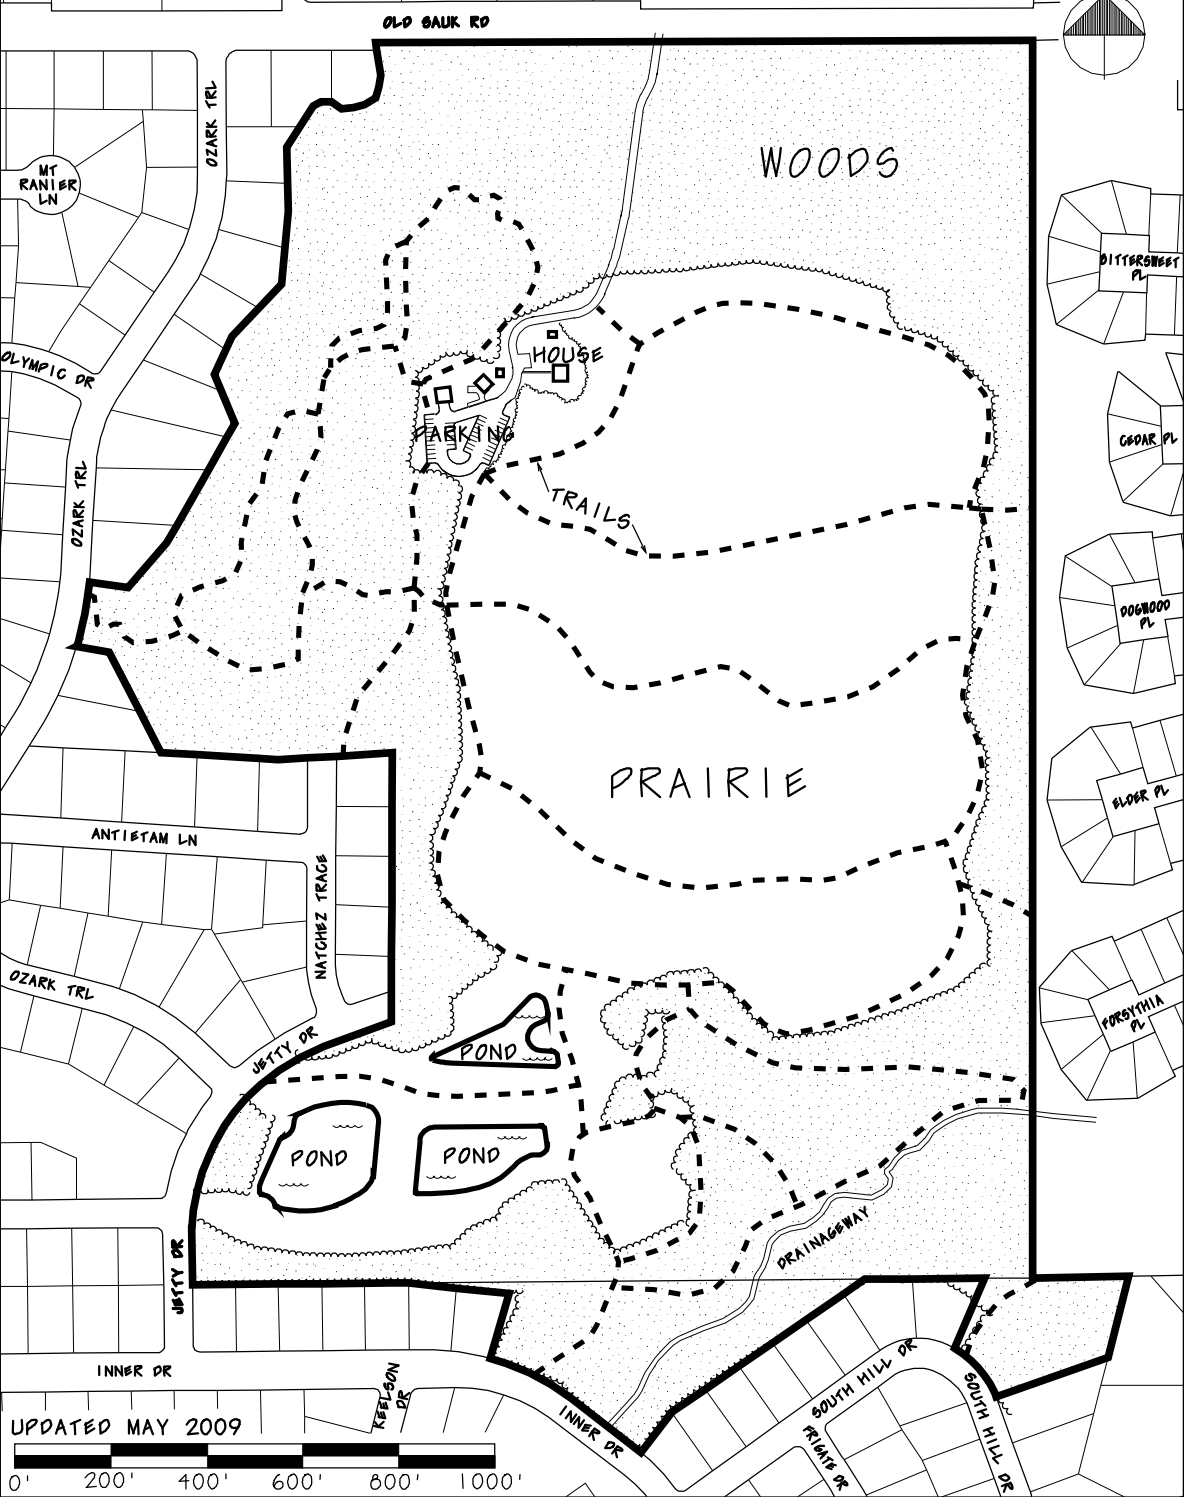 OLD SAUK RD
OZARK TRL
WOODS
MT
RANIER
LN
BITTERSWEET
PL
OLYMPIC DR
HOUSE
PARKING
CEDAR PL
OZARK TRL
TRAILS
DOGWOOD
PL
PRAIRIE
ELDER PL
ANTIETAM LN
NATCHEZ TRACE
OZARK TRL
FORSYTHIA
PL
JETTY DR
POND
POND
POND
DRAINAGEWAY
JETTY DR
INNER DR
KEELSON
DR
SOUTH HILL DR
SOUTH HILL DR
INNER DR
FRIGATE DR
UPDATED MAY 2009
0' 200' 400' 600' 800' 1000'